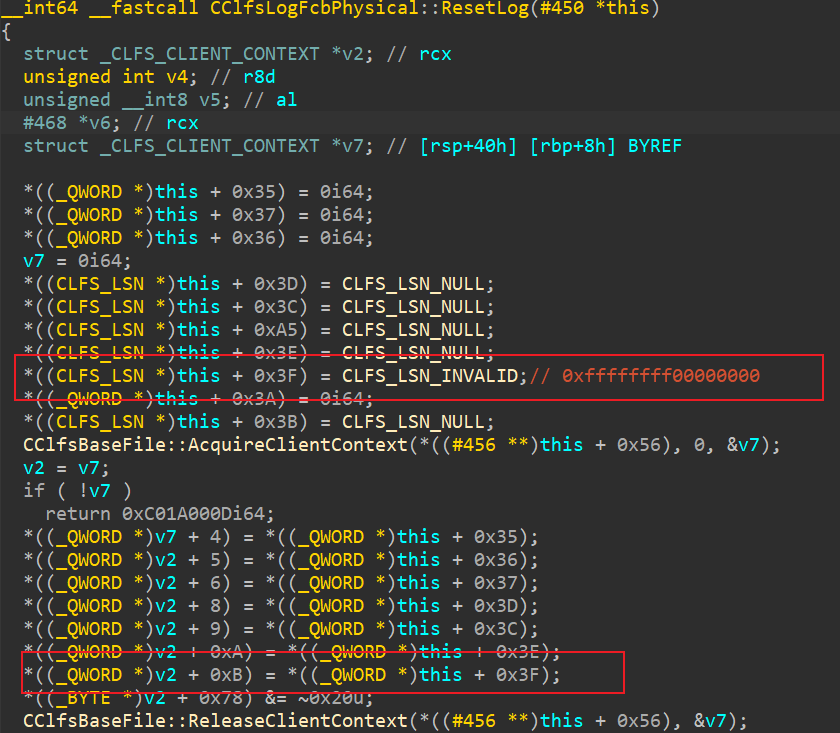 __int64 __fastcall CClfsLogFcbPhysical::ResetLog(#450 *this)
{
struct _CLFS_CLIENT_CONTEXT *v2; // rcx
unsigned int v4; // r8d
unsigned __int8 v5; // al
#468 *v6; // rcx
struct _CLFS_CLIENT_CONTEXT *v7; // [rsp+40h] [rbp+8h] BYREF
*((_QWORD *)this + 0x35) = 0i64;
*((_QWORD *)this + 0x37) = 0i64;
*((_QWORD *)this + 0x36) = 0i64;
v7 = 0i64;
*((CLFS_LSN *)this + 0x3D) = CLFS_LSN_NULL;
*((CLFS_LSN *)this + 0x3C) = CLFS_LSN_NULL;
*((CLFS_LSN *)this + 0xA5) = CLFS_LSN_NULL;
*((CLFS_LSN *)this + 0x3E) = CLFS_LSN_NULL;
*((CLFS_LSN *)this + 0x3F) = CLFS_LSN_INVALID;// 0xffffffff00000000
*((_QWORD *)this + 0x3A) = 0i64;
*((CLFS_LSN *)this + 0x3B) = CLFS_LSN_NULL;
CClfsBaseFile::AcquireClientContext(*((#456 **)this + 0x56), 0, &v7);
v2 = v7;
if ( !v7 )
return 0xC01A000Di64;
*((_QWORD *)v7 + 4) = *((_QWORD *)this + 0x35);
*((_QWORD *)v2 + 5) = *((_QWORD *)this + 0x36);
*((_QWORD *)v2 + 6) = *((_QWORD *)this + 0x37);
*((_QWORD *)v2 + 8) = *((_QWORD *)this + 0x3D);
*((_QWORD *)v2 + 9) = *((_QWORD *)this + 0x3C);
*((_QWORD *)v2 + 0xA) = *((_QWORD *)this + 0x3E);
*((_QWORD *)v2 + 0xB) = *((_QWORD *)this + 0x3F);
*((_BYTE *)v2 + 0x78) &= ~0x20u;
CClfsBaseFile::ReleaseClientContext(*((#456 **)this + 0x56), &v7);